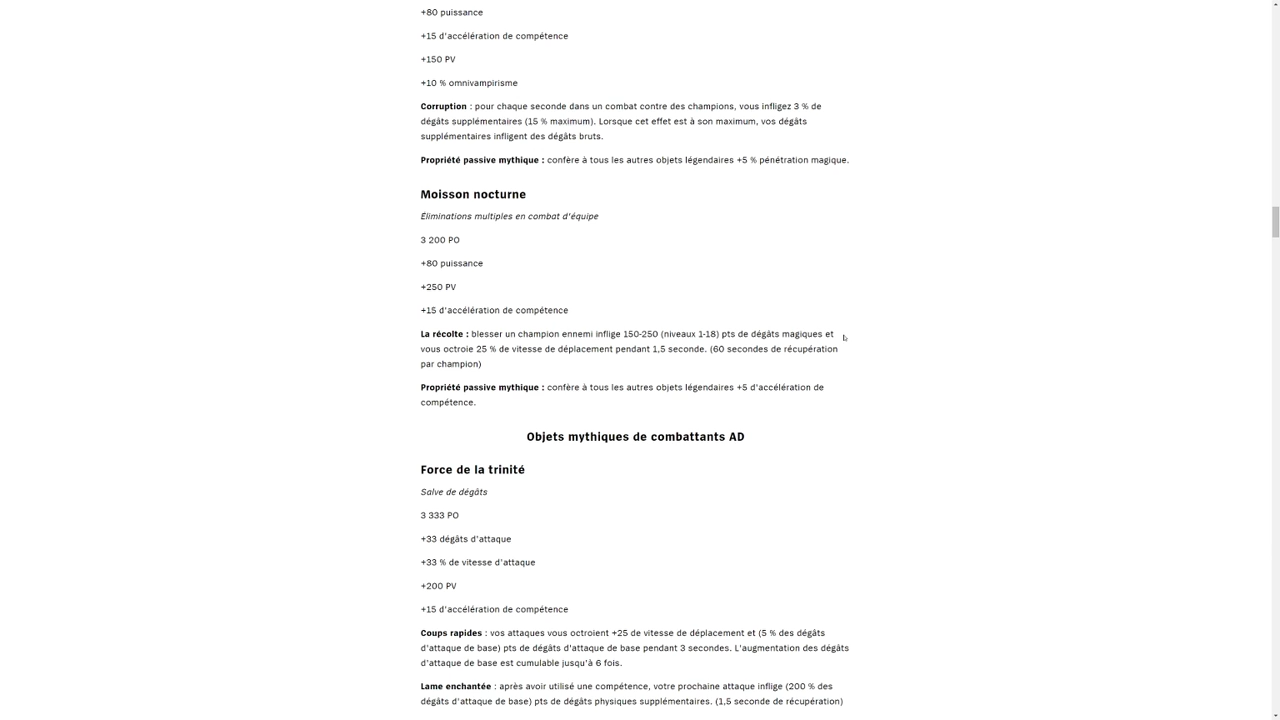 +80 puissance
+15 d'accélération de compétence
+150 PV
+10 % omnivampirisme
Corruption : pour chaque seconde dans un combat contre des champions, vous infligez 3 % de
dégâts supplémentaires (15 % maximum). Lorsque cet effet est à son maximum, vos dégâts
supplémentaires infligent des dégâts bruts.
Propriété passive mythique : confère à tous les autres objets légendaires +5 % pénétration magique.
Moisson nocturne
Éliminations multiples en combat d'équipe
3 200 PO
+80 puissance
+250 PV
+15 d'accélération de compétence
La récolte : blesser un champion ennemi inflige 150-250 (niveaux 1-18) pts de dégâts magiques et
vous octroie 25 % de vitesse de déplacement pendant 1,5 seconde. (60 secondes de récupération
par champion)
Propriété passive mythique : confère à tous les autres objets légendaires +5 d'accélération de
compétence.
Objets mythiques de combattants AD
Force de la trinité
Salve de dégâts
3 333 PO
+33 dégâts d'attaque
+33 % de vitesse d'attaque
+200 PV
+15 d'accélération de compétence
Coups rapides : vos attaques vous octroient +25 de vitesse de déplacement et (5 % des dégâts
d'attaque de base) pts de dégâts d'attaque de base pendant 3 secondes. L'augmentation des dégâts
d'attaque de base est cumulable jusqu'à 6 fois.
Lame enchantée : après avoir utilisé une compétence, votre prochaine attaque inflige (200 % des
dégâts d'attaque de base) pts de dégâts physiques supplémentaires. (1,5 seconde de récupération)